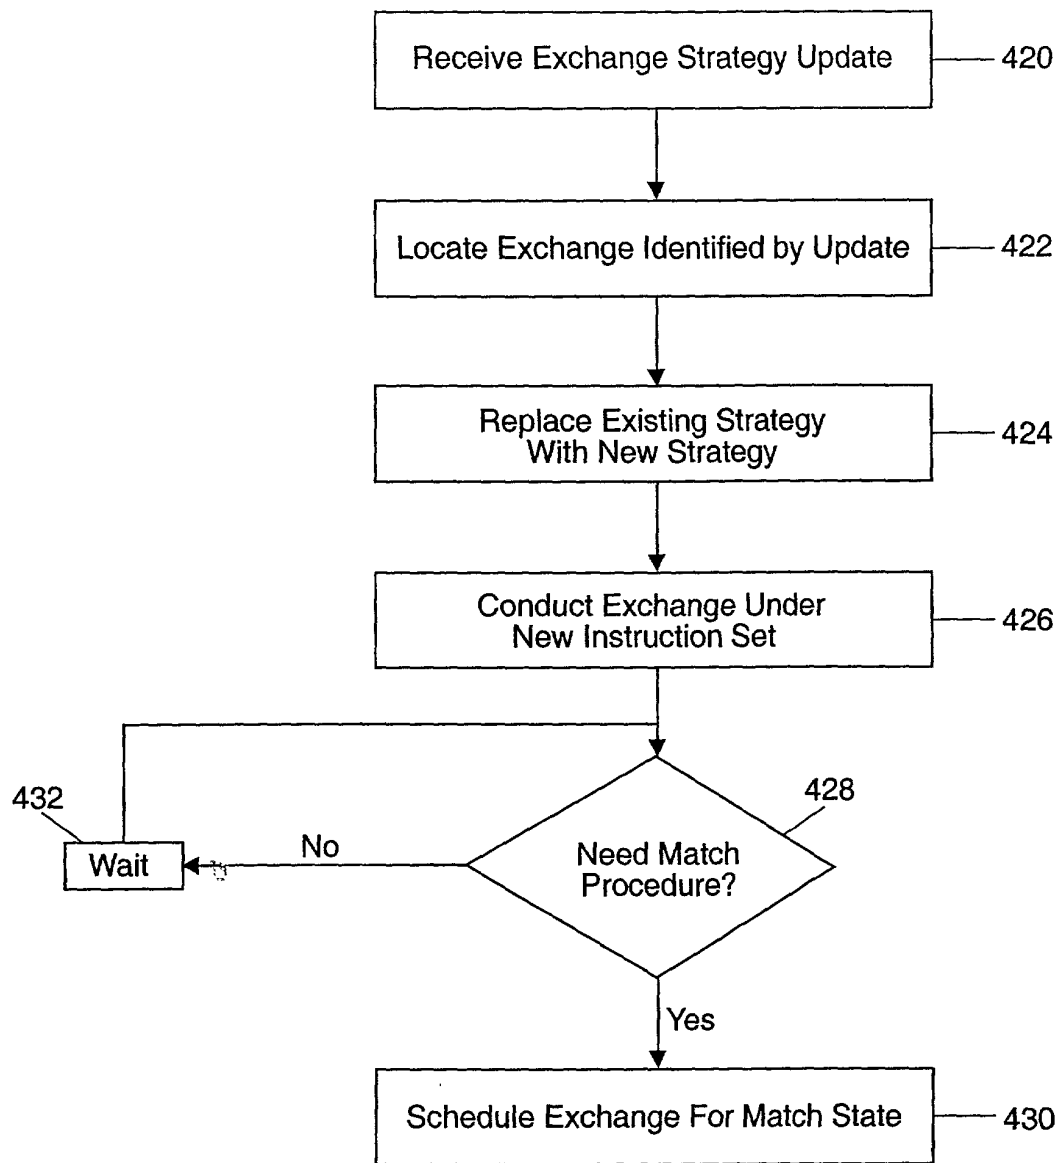 Receive Exchange Strategy Update
420
Locate Exchange Identified by Update
422
Replace Existing Strategy
With New Strategy
424
Conduct Exchange Under
New Instruction Set
426
432
Wait
No
428
Need Match
Procedure?
Yes
Schedule Exchange For Match State
430